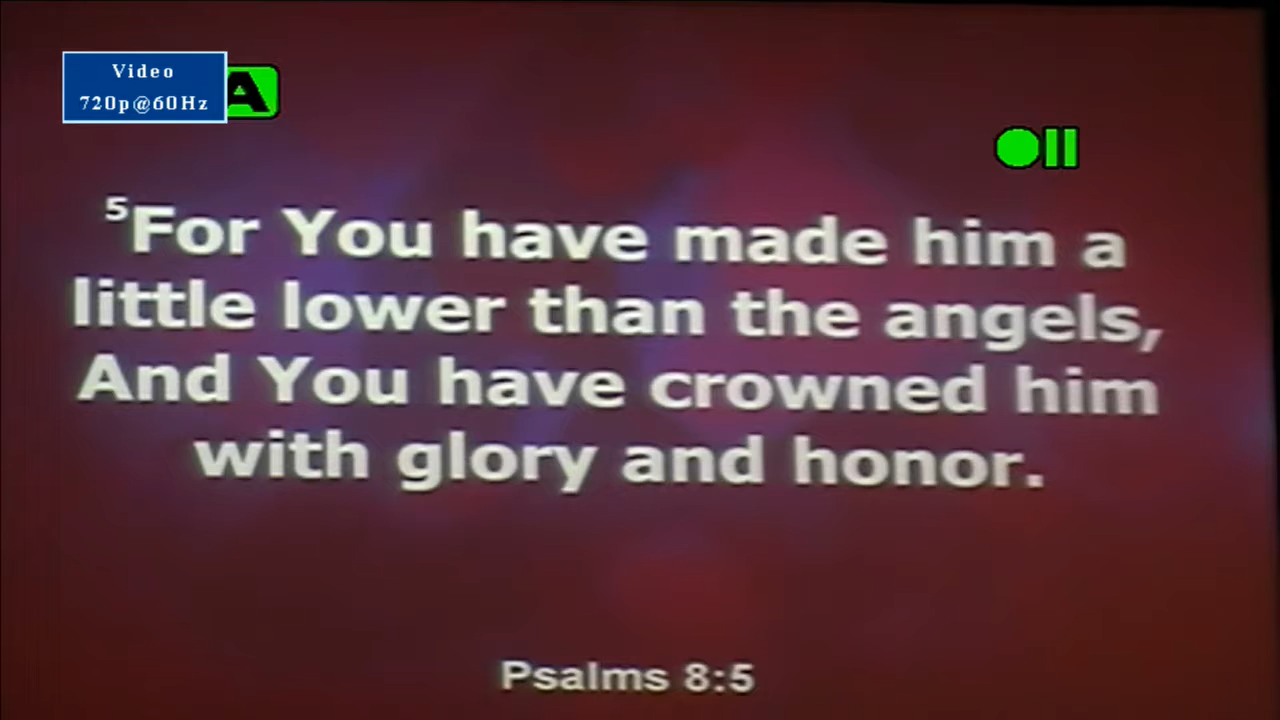 Video
720p@60Hz
A
5For You have made him a
little lower than the angels,
And You have crowned him
with glory and honor.
Psalms 8:5